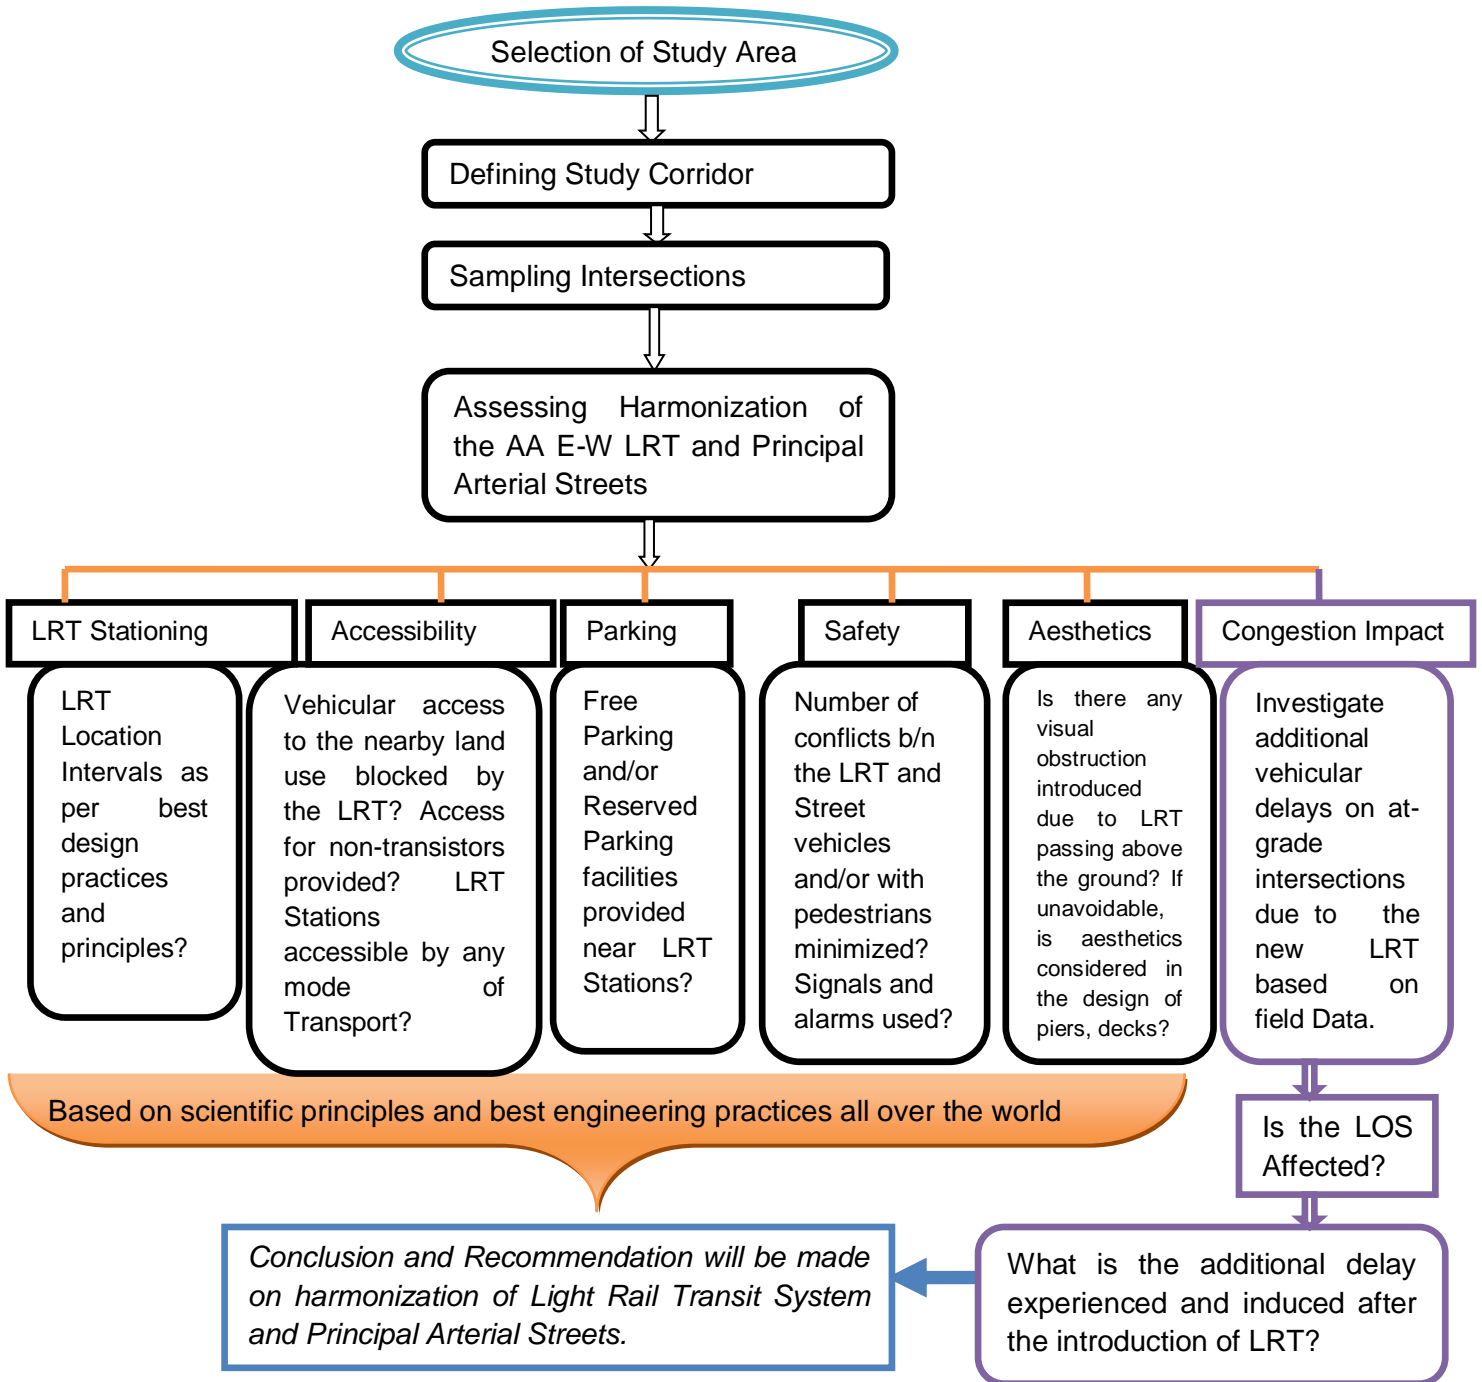 Selection of Study Area
Defining Study Corridor
Sampling Intersections
Assessing Harmonization of
the AA E-W LRT and Principal
Arterial Streets
LRT Stationing
Accessibility
Parking
Safety
Aesthetics
Congestion Impact
LRT
Location
Intervals as
per best
design
practices
and
principles?
Vehicular access
to the nearby land
use blocked by
the LRT? Access
for non-transistors
provided? LRT
Stations
accessible by any
mode of
Transport?
Free
Parking
and/or
Reserved
Parking
facilities
provided
near LRT
Stations?
Number of
conflicts b/n
the LRT and
Street
vehicles
and/or with
pedestrians
minimized?
Signals and
alarms used?
Is there any
visual
obstruction
introduced
due to LRT
passing above
the ground? If
unavoidable,
is aesthetics
considered in
the design of
piers, decks?
Investigate
additional
vehicular
delays on at-
grade
intersections
due to the
new LRT
based on
field Data.
Based on scientific principles and best engineering practices all over the world
Is the LOS
Affected?
What is the additional delay
experienced and induced after
the introduction of LRT?
Conclusion and Recommendation will be made
on harmonization of Light Rail Transit System
and Principal Arterial Streets.